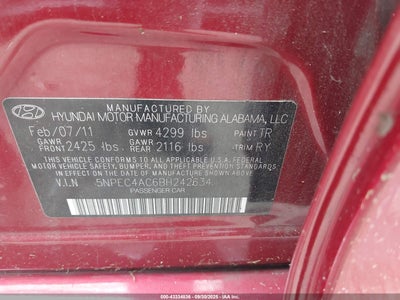 MANUFACTURED BY
HYUNDAI MOTOR MANUFACTURING ALABAMA, LLC
Feb/07/11 GVWR 4299 lbs PAINT TR
GAWR FRONT 2425 lbs. GAWR REAR 2116 lbs TRIM RY
THIS VEHICLE CONFORMS TO ALL APPLICABLE FEDERAL
MOTOR VEHICLE SAFETY, BUMPER, AND THEFT PREVENTION
STANDARDS IN EFFECT ON THE DATE OF MANUFACTURE
SHOWN ABOVE.
V.I.N 5NPEC4AC6BH242634
PASSENGER CAR